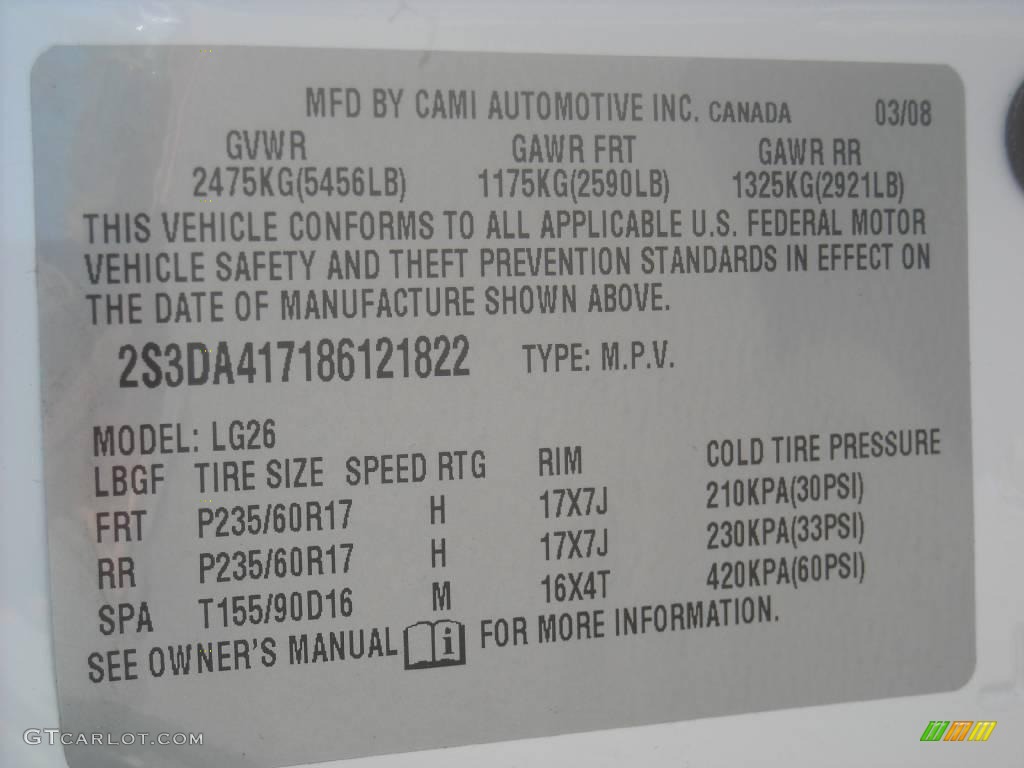 MFD BY CAMI AUTOMOTIVE INC. CANADA 03/08
GVWR GAWR FRT GAWR RR
2475KG(5456LB) 1175KG(2590LB) 1325KG(2921LB)
THIS VEHICLE CONFORMS TO ALL APPLICABLE U.S. FEDERAL MOTOR
VEHICLE SAFETY AND THEFT PREVENTION STANDARDS IN EFFECT ON
THE DATE OF MANUFACTURE SHOWN ABOVE.
2S3DA417186121822 TYPE: M.P.V.
MODEL: LG26
LBGF TIRE SIZE SPEED RTG RIM COLD TIRE PRESSURE
FRT P235/60R17 H 17X7J 210KPA(30PSI)
RR P235/60R17 H 17X7J 230KPA(33PSI)
SPA T155/90D16 M 16X4T 420KPA(60PSI)
SEE OWNER'S MANUAL i FOR MORE INFORMATION.
GTCARLOT.COM